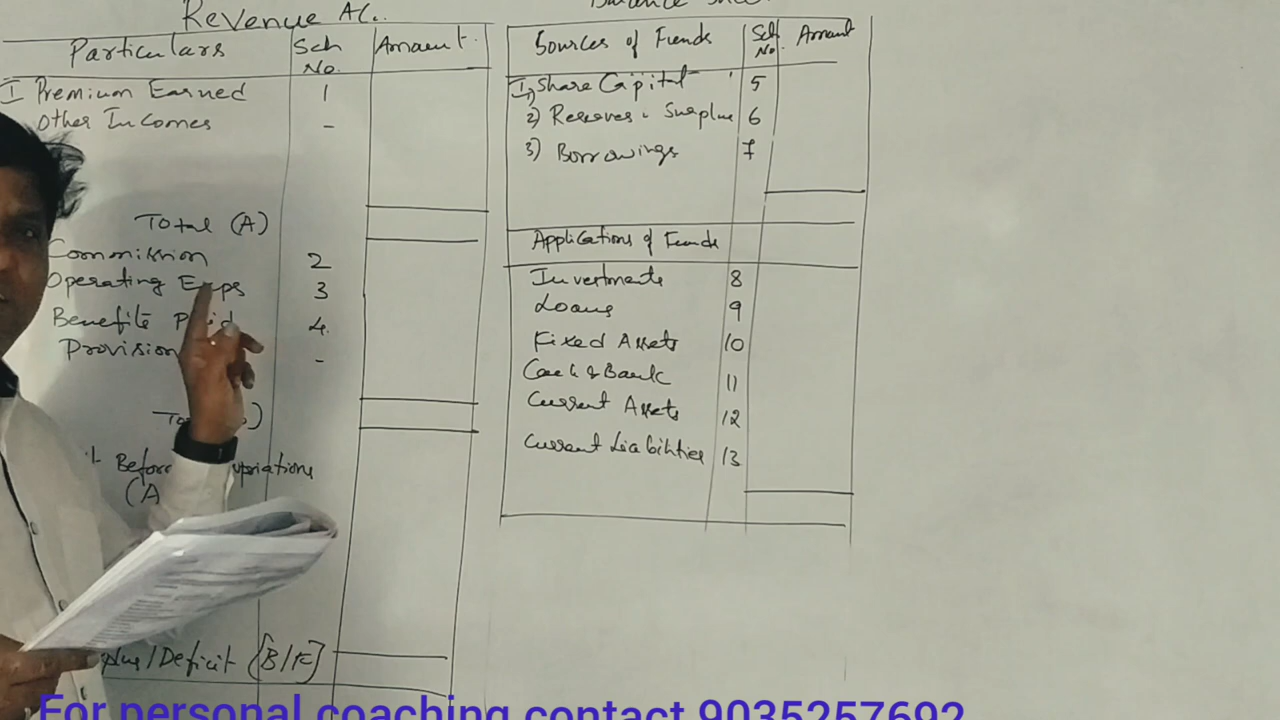 Revenue A/c.
Particulars Sch No. Amount.
I Premium Earned 1
Other Incomes -
Total (A)
Commission 2
Operating Exps 3
Benefits Paid 4
Provision -
Before
(A
/Deficit [B/F]
Sources of Funds Sch No. Amount
1) Share Capital 5
2) Reserves & Surplus 6
3) Borrowings 7
Applications of Funds
Investments 8
Loans 9
Fixed Assets 10
Cash & Bank 11
Current Assets 12
Current Liabilities 13
For personal coaching contact 9035257692